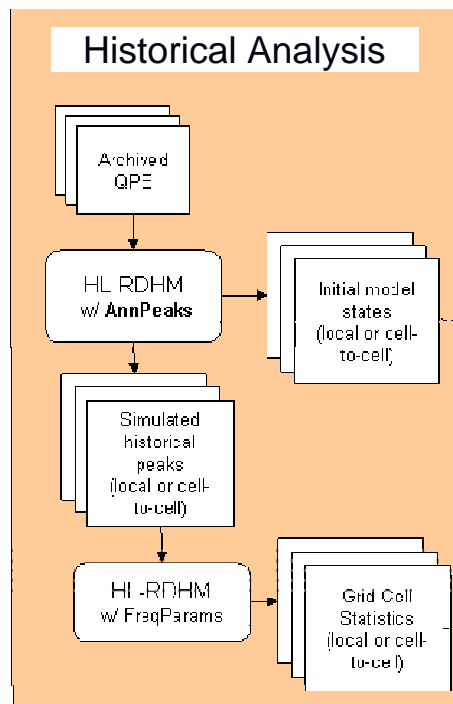 Historical Analysis
Archived
QPE
HL RDHM
w/ AnnPeaks
Initial model
states
(local or cell-
to-cell)
Simulated
historical
peaks
(local or cell-
to-cell)
HL-RDHM
w/ FreqParams
Grid Cell
Statistics
(local or cell-
to-cell)